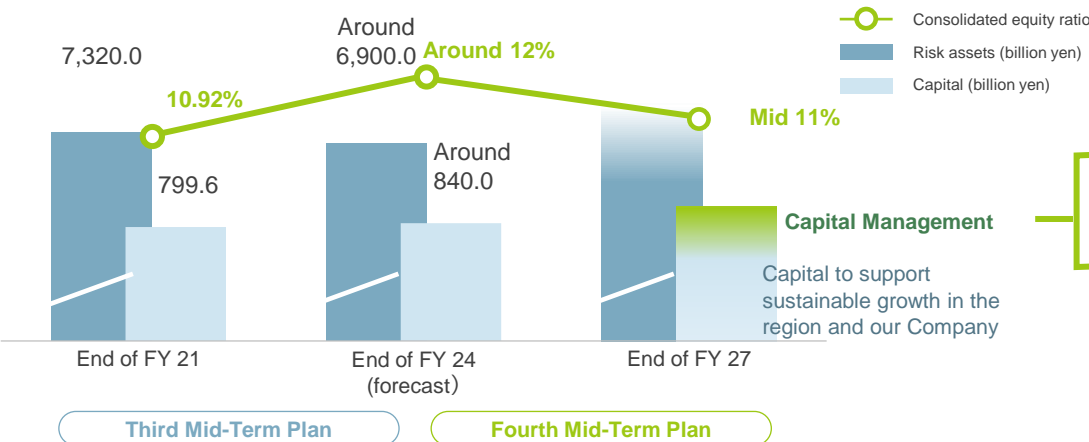 Consolidated equity ratio
Risk assets (billion yen)
Capital (billion yen)
7,320.0
Around
6,900.0
Around 12%
10.92%
Mid 11%
799.6
Around
840.0
Capital Management
Capital to support
sustainable growth in the
region and our Company
End of FY 21
End of FY 24
(forecast）
End of FY 27
Third Mid-Term Plan
Fourth Mid-Term Plan